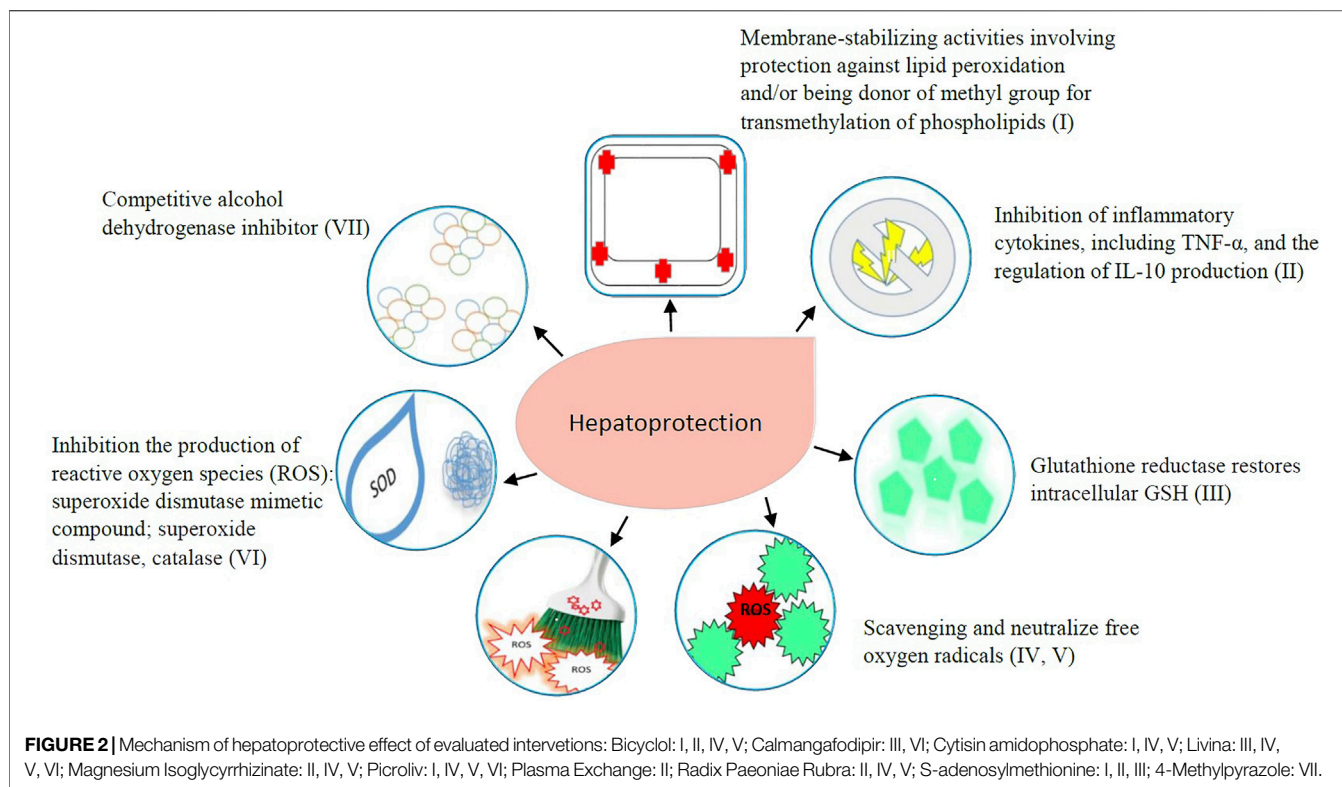 Membrane-stabilizing activities involving
protection against lipid peroxidation
and/or being donor of methyl group for
transmethylation of phospholipids (I)
Competitive alcohol
dehydrogenase inhibitor (VII)
Inhibition of inflammatory
cytokines, including TNF-α, and the
regulation of IL-10 production (II)
Hepatoprotection
Inhibition the production of
reactive oxygen species (ROS):
superoxide dismutase mimetic
compound; superoxide
dismutase, catalase (VI)
SOD
Glutathione reductase restores
intracellular GSH (III)
ROS
ROS
ROS
Scavenging and neutralize free
oxygen radicals (IV, V)
FIGURE 2 | Mechanism of hepatoprotective effect of evaluated intervetions: Bicyclol: I, II, IV, V; Calmangafodipir: III, VI; Cytisin amidophosphate: I, IV, V; Livina: III, IV,
V, VI; Magnesium Isoglycyrrhizinate: II, IV, V; Picroliv: I, IV, V, VI; Plasma Exchange: II; Radix Paeoniae Rubra: II, IV, V; S-adenosylmethionine: I, II, III; 4-Methylpyrazole: VII.